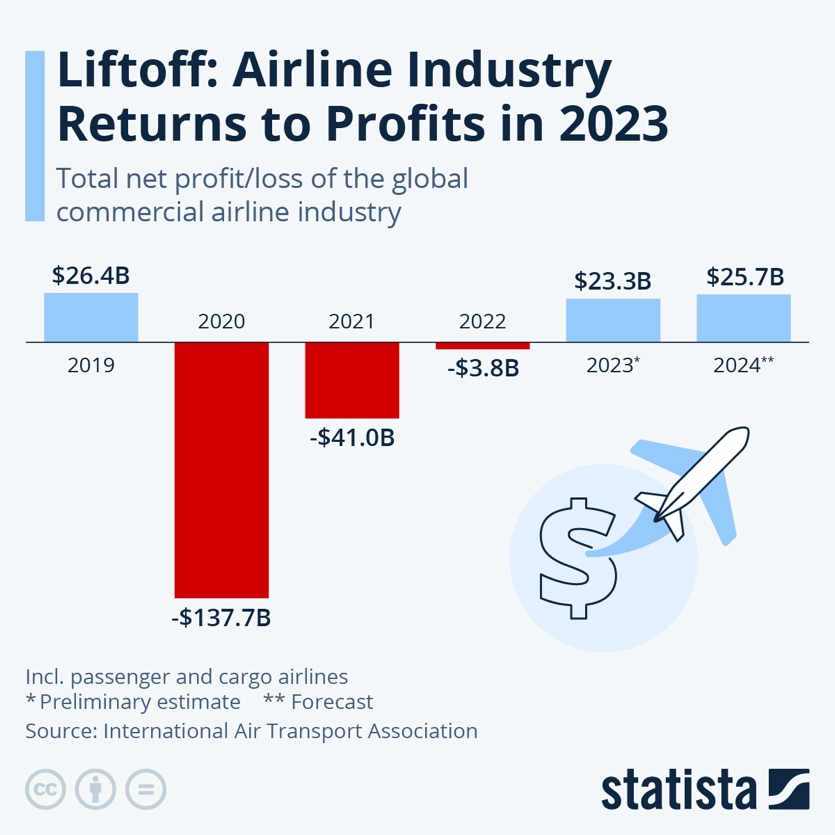 Liftoff: Airline Industry
Returns to Profits in 2023
Total net profit/loss of the global
commercial airline industry
$26.4B
2019
2020
-$137.7B
2021
-$41.0B
2022
-$3.8B
$23.3B
2023*
$25.7B
2024**
$
Incl. passenger and cargo airlines
* Preliminary estimate ** Forecast
Source: International Air Transport Association
cc
=
statista